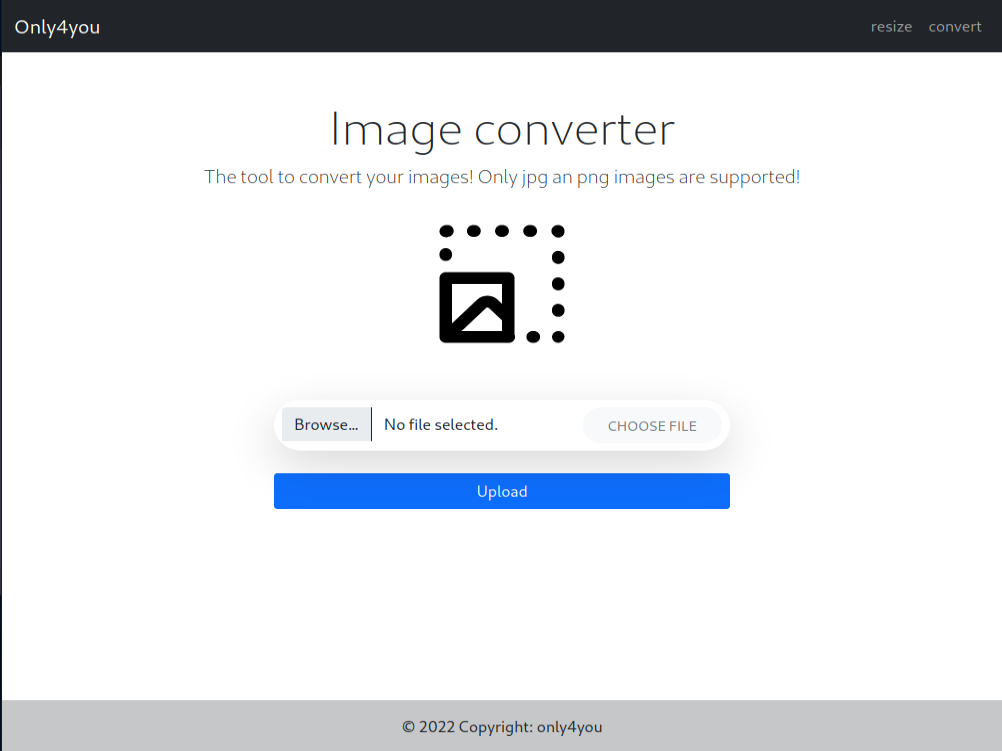 Only4you
resize convert
Image converter
The tool to convert your images! Only jpg an png images are supported!
Browse... No file selected. CHOOSE FILE
Upload
© 2022 Copyright: only4you